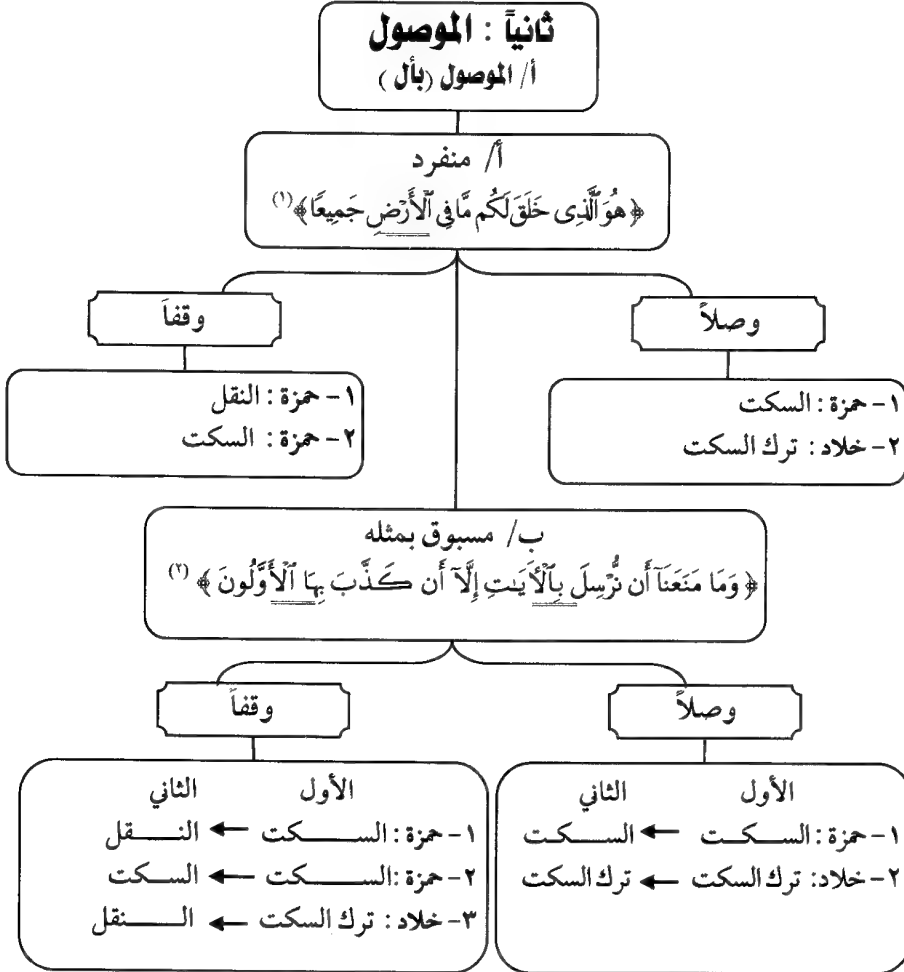 ثانياً : الموصول
أ/ الموصول (بأل )
أ/ منفرد
﴿هُوَ ٱلَّذِى خَلَقَ لَكُم مَّا فِى ٱلْأَرْضِ جَمِيعًا﴾(١)
وصلاً
وقفاً
١- حمزة : السكت
٢- خلاد : ترك السكت
١- حمزة : النقل
٢- حمزة : السكت
ب/ مسبوق بمثله
﴿ وَمَا مَنَعَنَآ أَن نُّرْسِلَ بِٱلْأَيَـٰتِ إِلَّآ أَن كَذَّبَ بِهَا ٱلْأَوَّلُونَ ﴾ (٢)
وصلاً
وقفاً
الأول الثاني
١- حمزة : السكت ← السكت
٢- خلاد: ترك السكت ← ترك السكت
الأول الثاني
١- حمزة : السكت ← النقل
٢- حمزة :السكت ← السكت
٣- خلاد : ترك السكت ← النقل